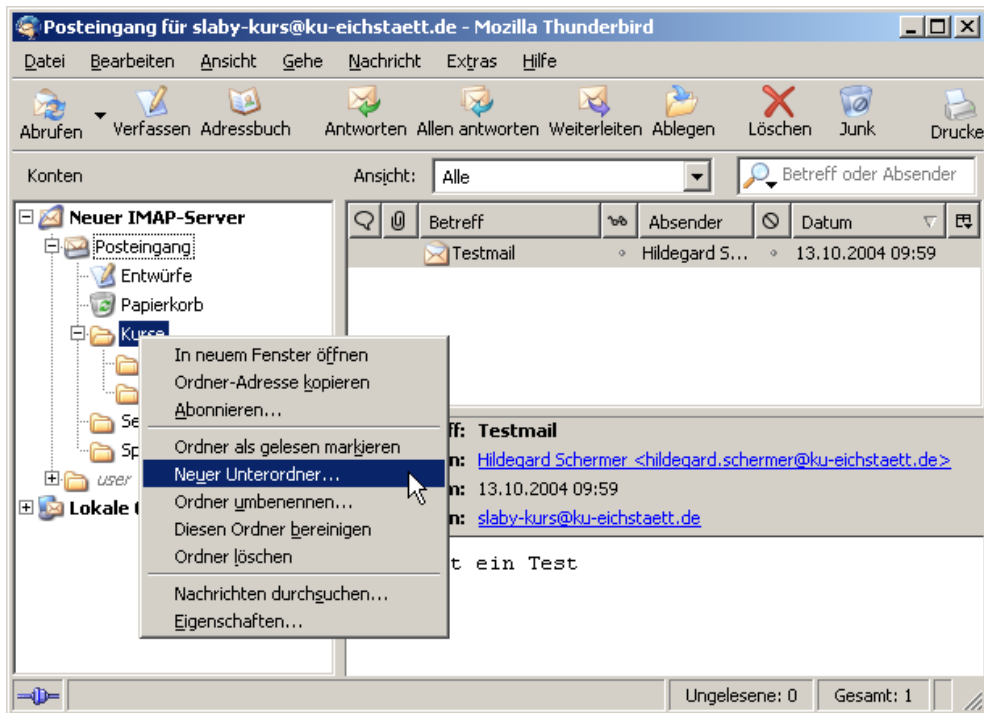 Posteingang für slaby-kurs@ku-eichstaett.de - Mozilla Thunderbird
Datei Bearbeiten Ansicht Gehe Nachricht Extras Hilfe
Abrufen Verfassen Adressbuch Antworten Allen antworten Weiterleiten Ablegen Löschen Junk Drucke
Konten Ansicht: Alle Betreff oder Absender
Neuer IMAP-Server
Posteingang
Entwürfe
Papierkorb
Kurse
Se
Sp
user
Lokale
Betreff Absender Datum
Testmail Hildegard S... 13.10.2004 09:59
In neuem Fenster öffnen
Ordner-Adresse kopieren
Abonnieren...
Ordner als gelesen markieren
Neuer Unterordner...
Ordner umbenennen...
Diesen Ordner bereinigen
Ordner löschen
Nachrichten durchsuchen...
Eigenschaften...
ff: Testmail
n: Hildegard Schermer <hildegard.schermer@ku-eichstaett.de>
m: 13.10.2004 09:59
n: slaby-kurs@ku-eichstaett.de
t ein Test
Ungelesene: 0 Gesamt: 1